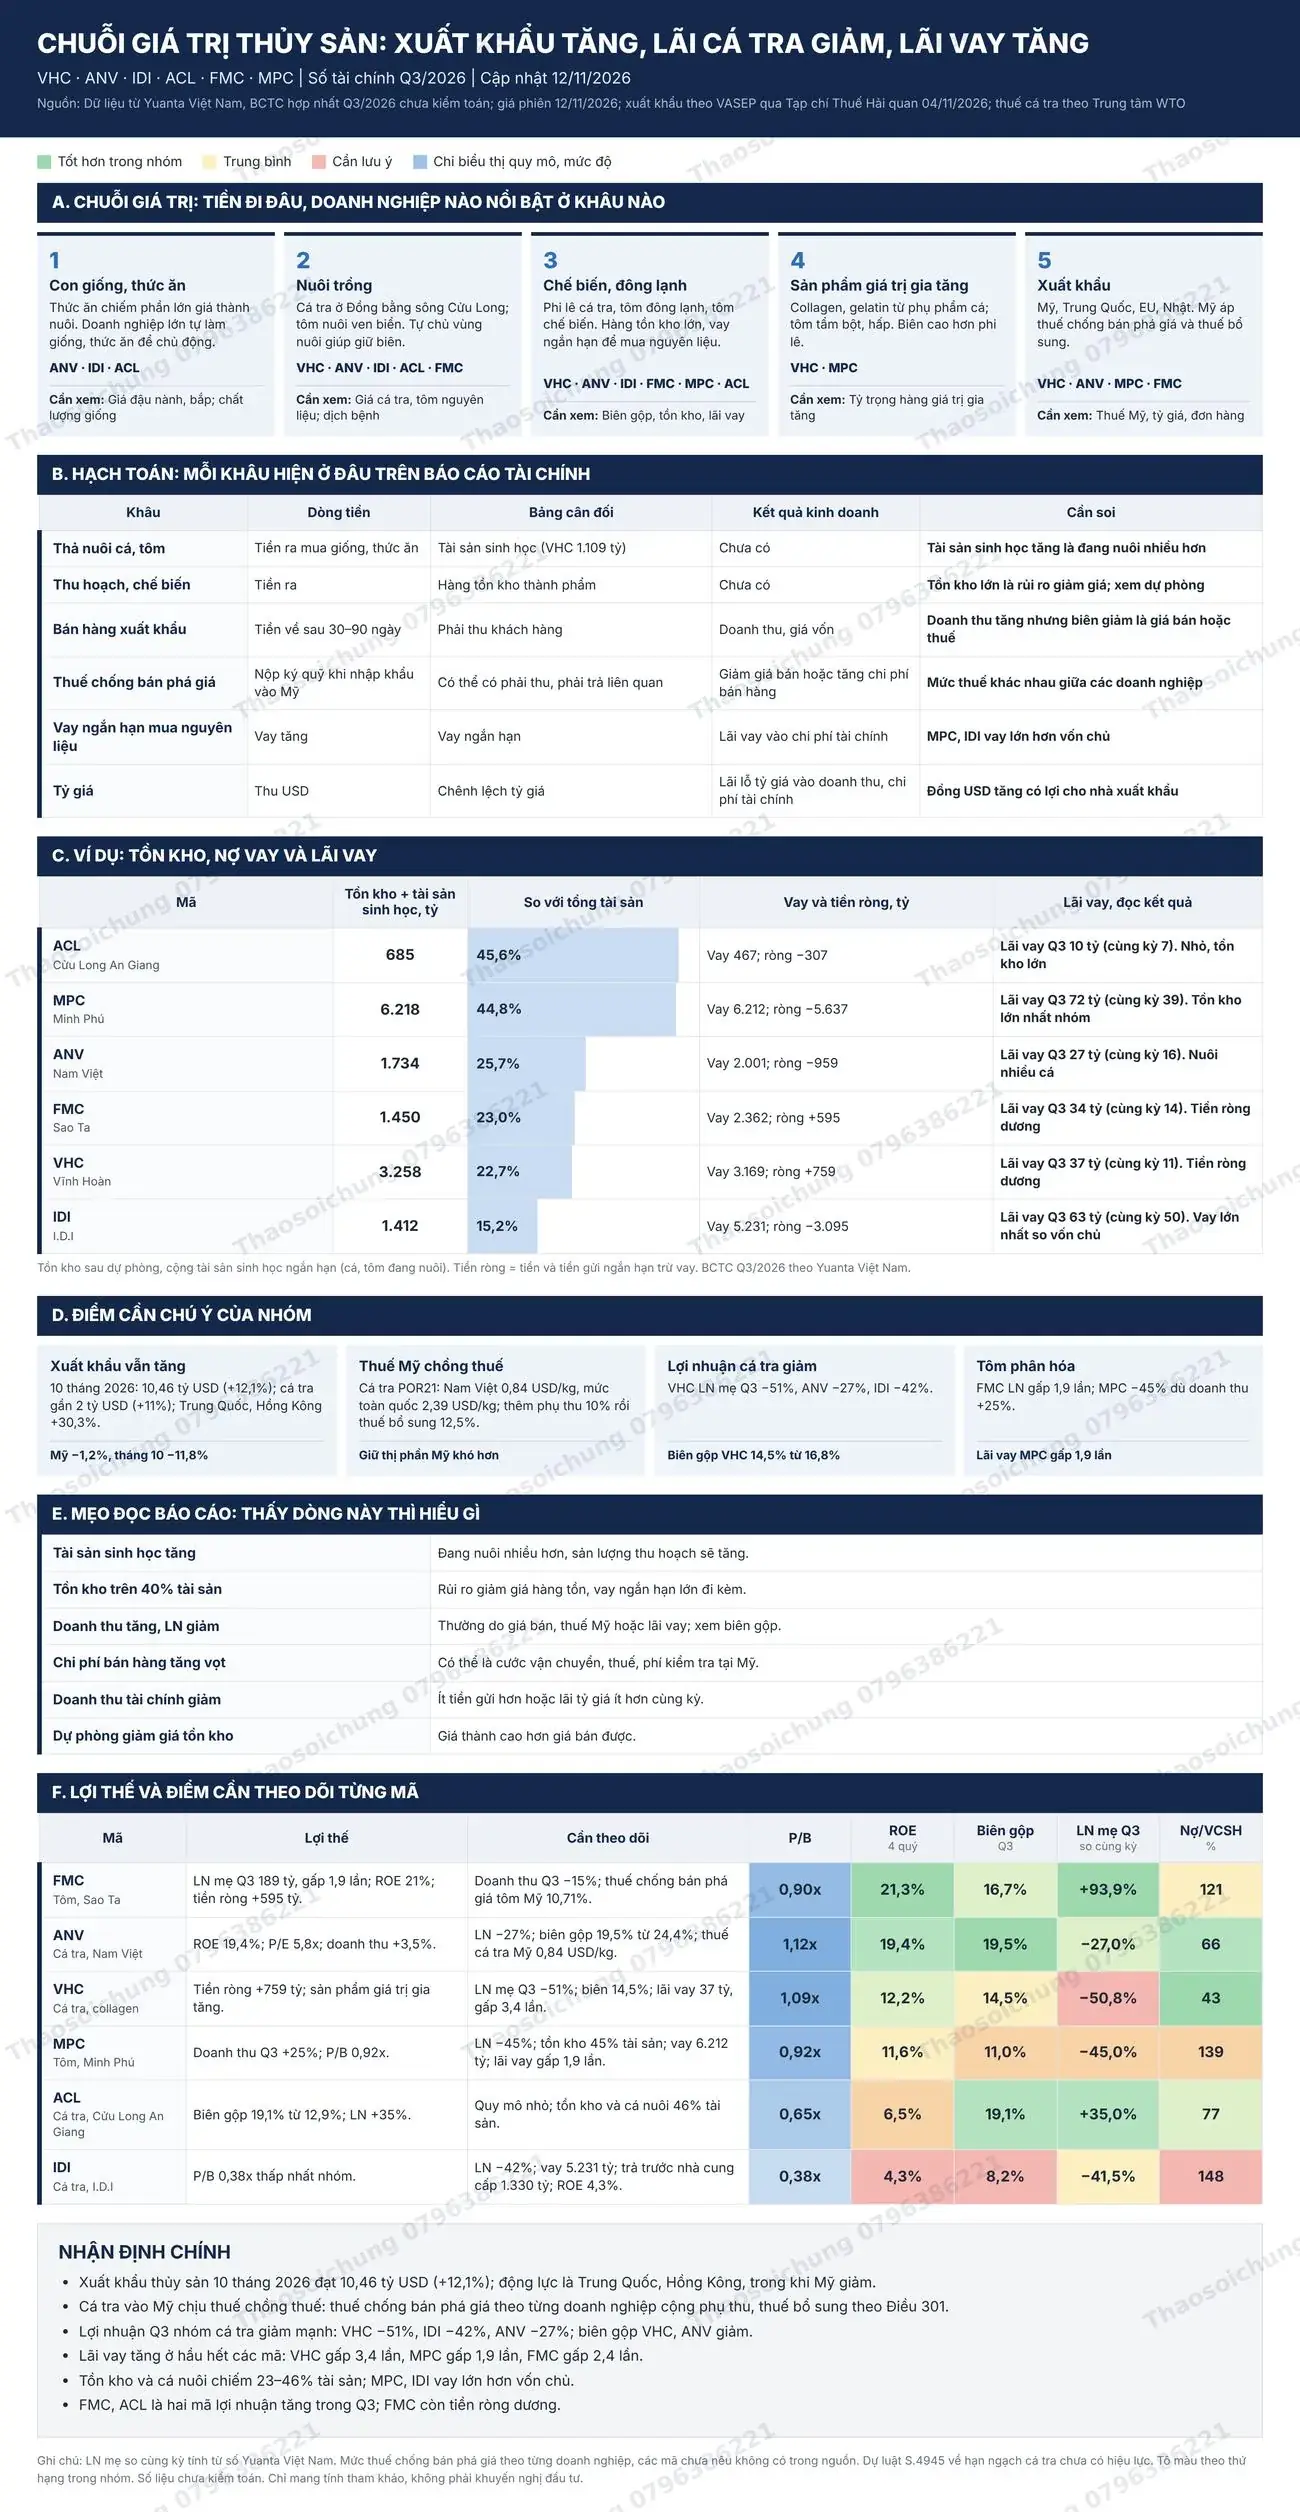 CHUỖI GIÁ TRỊ THỦY SẢN: XUẤT KHẨU TĂNG, LÃI CÁ TRA GIẢM, LÃI VAY TĂNG
VHC · ANV · IDI · ACL · FMC · MPC | Số tài chính Q3/2026 | Cập nhật 12/11/2026
Nguồn: Dữ liệu từ Yuanta Việt Nam, BCTC hợp nhất Q3/2026 chưa kiểm toán; giá phiên 12/11/2026; xuất khẩu theo VASEP qua Tạp chí Thuế Hải quan 04/11/2026; thuế cá tra theo Trung tâm WTO
Tốt hơn trong nhóm
Trung bình
Cần lưu ý
Chỉ biểu thị quy mô, mức độ
A. CHUỖI GIÁ TRỊ: TIỀN ĐI ĐÂU, DOANH NGHIỆP NÀO NỔI BẬT Ở KHÂU NÀO
1
Con giống, thức ăn
Thức ăn chiếm phần lớn giá thành
nuôi. Doanh nghiệp lớn tự làm
giống, thức ăn để chủ động.
ANV · IDI · ACL
Cần xem: Giá đậu nành, bắp; chất
lượng giống
2
Nuôi trồng
Cá tra ở Đồng bằng sông Cửu Long;
tôm nuôi ven biển. Tự chủ vùng
nuôi giúp giữ biên.
VHC · ANV · IDI · ACL · FMC
Cần xem: Giá cá tra, tôm nguyên
liệu; dịch bệnh
3
Chế biến, đông lạnh
Phi lê cá tra, tôm đông lạnh, tôm
chế biến. Hàng tồn kho lớn, vay
ngắn hạn để mua nguyên liệu.
VHC · ANV · IDI · FMC · MPC · ACL
Cần xem: Biên gộp, tồn kho, lãi vay
4
Sản phẩm giá trị gia tăng
Collagen, gelatin từ phụ phẩm cá;
tôm tẩm bột, hấp. Biên cao hơn phi
lê.
VHC · MPC
Cần xem: Tỷ trọng hàng giá trị gia
tăng
5
Xuất khẩu
Mỹ, Trung Quốc, EU, Nhật. Mỹ áp
thuế chống bán phá giá và thuế bổ
sung.
VHC · ANV · MPC · FMC
Cần xem: Thuế Mỹ, tỷ giá, đơn hàng
B. HẠCH TOÁN: MỖI KHÂU HIỆN Ở ĐÂU TRÊN BÁO CÁO TÀI CHÍNH
Khâu
Dòng tiền
Bảng cân đối
Kết quả kinh doanh
Cần soi
Thả nuôi cá, tôm
Tiền ra mua giống, thức ăn
Tài sản sinh học (VHC 1.109 tỷ)
Chưa có
Tài sản sinh học tăng là đang nuôi nhiều hơn
Thu hoạch, chế biến
Tiền ra
Hàng tồn kho thành phẩm
Chưa có
Tồn kho lớn là rủi ro giảm giá; xem dự phòng
Bán hàng xuất khẩu
Tiền về sau 30–90 ngày
Phải thu khách hàng
Doanh thu, giá vốn
Doanh thu tăng nhưng biên giảm là giá bán hoặc
thuế
Thuế chống bán phá giá
Nộp ký quỹ khi nhập khẩu
vào Mỹ
Có thể có phải thu, phải trả liên quan
Giảm giá bán hoặc tăng chi phí
bán hàng
Mức thuế khác nhau giữa các doanh nghiệp
Vay ngắn hạn mua nguyên
liệu
Vay tăng
Vay ngắn hạn
Lãi vay vào chi phí tài chính
MPC, IDI vay lớn hơn vốn chủ
Tỷ giá
Thu USD
Chênh lệch tỷ giá
Lãi lỗ tỷ giá vào doanh thu, chi
phí tài chính
Đồng USD tăng có lợi cho nhà xuất khẩu
C. VÍ DỤ: TỒN KHO, NỢ VAY VÀ LÃI VAY
Mã
Tồn kho + tài sản
sinh học, tỷ
So với tổng tài sản
Vay và tiền ròng, tỷ
Lãi vay, đọc kết quả
ACL
Cửu Long An Giang
685
45,6%
Vay 467; ròng −307
Lãi vay Q3 10 tỷ (cùng kỳ 7). Nhỏ, tồn
kho lớn
MPC
Minh Phú
6.218
44,8%
Vay 6.212; ròng −5.637
Lãi vay Q3 72 tỷ (cùng kỳ 39). Tồn kho
lớn nhất nhóm
ANV
Nam Việt
1.734
25,7%
Vay 2.001; ròng −959
Lãi vay Q3 27 tỷ (cùng kỳ 16). Nuôi
nhiều cá
FMC
Sao Ta
1.450
23,0%
Vay 2.362; ròng +595
Lãi vay Q3 34 tỷ (cùng kỳ 14). Tiền ròng
dương
VHC
Vĩnh Hoàn
3.258
22,7%
Vay 3.169; ròng +759
Lãi vay Q3 37 tỷ (cùng kỳ 11). Tiền ròng
dương
IDI
I.D.I
1.412
15,2%
Vay 5.231; ròng −3.095
Lãi vay Q3 63 tỷ (cùng kỳ 50). Vay lớn
nhất so vốn chủ
Tồn kho sau dự phòng, cộng tài sản sinh học ngắn hạn (cá, tôm đang nuôi). Tiền ròng = tiền và tiền gửi ngắn hạn trừ vay. BCTC Q3/2026 theo Yuanta Việt Nam.
D. ĐIỂM CẦN CHÚ Ý CỦA NHÓM
Xuất khẩu vẫn tăng
10 tháng 2026: 10,46 tỷ USD (+12,1%); cá tra
gần 2 tỷ USD (+11%); Trung Quốc, Hồng Kông
+30,3%.
Mỹ −1,2%, tháng 10 −11,8%
Thuế Mỹ chồng thuế
Cá tra POR21: Nam Việt 0,84 USD/kg, mức
toàn quốc 2,39 USD/kg; thêm phụ thu 10% rồi
thuế bổ sung 12,5%.
Giữ thị phần Mỹ khó hơn
Lợi nhuận cá tra giảm
VHC LN mẹ Q3 −51%, ANV −27%, IDI −42%.
Biên gộp VHC 14,5% từ 16,8%
Tôm phân hóa
FMC LN gấp 1,9 lần; MPC −45% dù doanh thu
+25%.
Lãi vay MPC gấp 1,9 lần
E. MẸO ĐỌC BÁO CÁO: THẤY DÒNG NÀY THÌ HIỂU GÌ
Tài sản sinh học tăng
Đang nuôi nhiều hơn, sản lượng thu hoạch sẽ tăng.
Tồn kho trên 40% tài sản
Rủi ro giảm giá hàng tồn, vay ngắn hạn lớn đi kèm.
Doanh thu tăng, LN giảm
Thường do giá bán, thuế Mỹ hoặc lãi vay; xem biên gộp.
Chi phí bán hàng tăng vọt
Có thể là cước vận chuyển, thuế, phí kiểm tra tại Mỹ.
Doanh thu tài chính giảm
Ít tiền gửi hơn hoặc lãi tỷ giá ít hơn cùng kỳ.
Dự phòng giảm giá tồn kho
Giá thành cao hơn giá bán được.
F. LỢI THẾ VÀ ĐIỂM CẦN THEO DÕI TỪNG MÃ
Mã
Lợi thế
Cần theo dõi
P/B
ROE
4 quý
Biên gộp
Q3
LN mẹ Q3
so cùng kỳ
Nợ/VCSH
%
FMC
Tôm, Sao Ta
LN mẹ Q3 189 tỷ, gấp 1,9 lần; ROE 21%;
tiền ròng +595 tỷ.
Doanh thu Q3 −15%; thuế chống bán phá
giá tôm Mỹ 10,71%.
0,90x
21,3%
16,7%
+93,9%
121
ANV
Cá tra, Nam Việt
ROE 19,4%; P/E 5,8x; doanh thu +3,5%.
LN −27%; biên gộp 19,5% từ 24,4%; thuế
cá tra Mỹ 0,84 USD/kg.
1,12x
19,4%
19,5%
−27,0%
66
VHC
Cá tra, collagen
Tiền ròng +759 tỷ; sản phẩm giá trị gia
tăng.
LN mẹ Q3 −51%; biên 14,5%; lãi vay 37 tỷ,
gấp 3,4 lần.
1,09x
12,2%
14,5%
−50,8%
43
MPC
Tôm, Minh Phú
Doanh thu Q3 +25%; P/B 0,92x.
LN −45%; tồn kho 45% tài sản; vay 6.212
tỷ; lãi vay gấp 1,9 lần.
0,92x
11,6%
11,0%
−45,0%
139
ACL
Cá tra, Cửu Long An
Giang
Biên gộp 19,1% từ 12,9%; LN +35%.
Quy mô nhỏ; tồn kho và cá nuôi 46% tài
sản.
0,65x
6,5%
19,1%
+35,0%
77
IDI
Cá tra, I.D.I
P/B 0,38x thấp nhất nhóm.
LN −42%; vay 5.231 tỷ; trả trước nhà cung
cấp 1.330 tỷ; ROE 4,3%.
0,38x
4,3%
8,2%
−41,5%
148
NHẬN ĐỊNH CHÍNH
• Xuất khẩu thủy sản 10 tháng 2026 đạt 10,46 tỷ USD (+12,1%); động lực là Trung Quốc, Hồng Kông, trong khi Mỹ giảm.
• Cá tra vào Mỹ chịu thuế chồng thuế: thuế chống bán phá giá theo từng doanh nghiệp cộng phụ thu, thuế bổ sung theo Điều 301.
• Lợi nhuận Q3 nhóm cá tra giảm mạnh: VHC −51%, IDI −42%, ANV −27%; biên gộp VHC, ANV giảm.
• Lãi vay tăng ở hầu hết các mã: VHC gấp 3,4 lần, MPC gấp 1,9 lần, FMC gấp 2,4 lần.
• Tồn kho và cá nuôi chiếm 23–46% tài sản; MPC, IDI vay lớn hơn vốn chủ.
• FMC, ACL là hai mã lợi nhuận tăng trong Q3; FMC còn tiền ròng dương.
Ghi chú: LN mẹ so cùng kỳ tính từ số Yuanta Việt Nam. Mức thuế chống bán phá giá theo từng doanh nghiệp, các mã chưa nêu không có trong nguồn. Dự luật S.4945 về hạn ngạch cá tra chưa có hiệu lực. Tô màu theo thứ
hạng trong nhóm. Số liệu chưa kiểm toán. Chỉ mang tính tham khảo, không phải khuyến nghị đầu tư.
Thaosoichung 0796386221